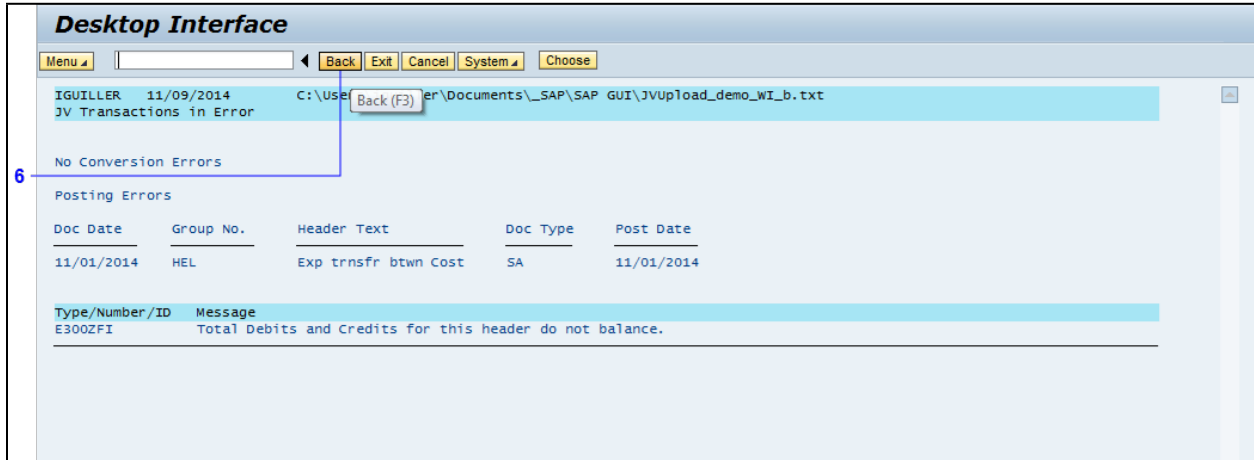 Desktop Interface
Menu Back Exit Cancel System Choose
IGUILLER 11/09/2014 C:\Use er\Documents\_SAP\SAP GUI\JVUpload_demo_WI_b.txt
Back (F3)
JV Transactions in Error
No Conversion Errors
6
Posting Errors
Doc Date Group No. Header Text Doc Type Post Date
11/01/2014 HEL Exp trnsfr btwn Cost SA 11/01/2014
Type/Number/ID Message
E300ZFI Total Debits and Credits for this header do not balance.